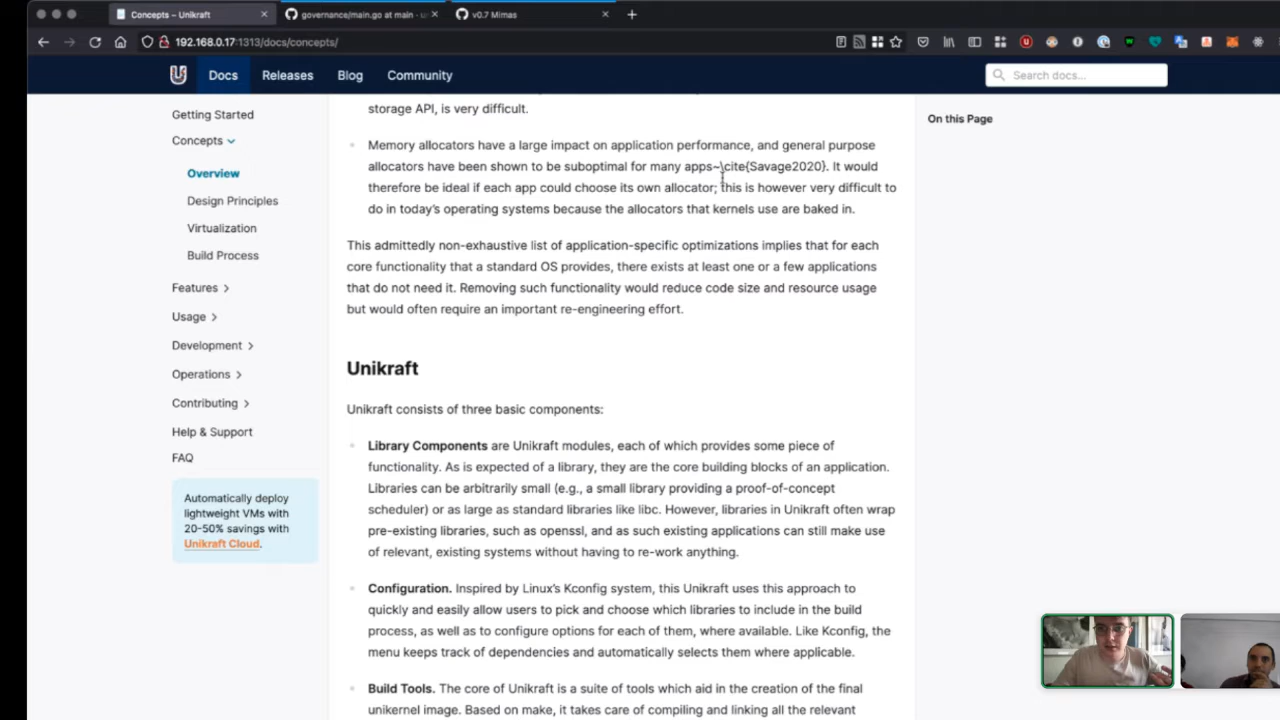 Concepts – Unikraft
governance/main.go at main · u
v0.7 Mimas
192.168.0.17:1313/docs/concepts/
Docs
Releases
Blog
Community
Search docs...
Getting Started
Concepts
Overview
Design Principles
Virtualization
Build Process
Features
Usage
Development
Operations
Contributing
Help & Support
FAQ
Automatically deploy
lightweight VMs with
20-50% savings with
Unikraft Cloud.
storage API, is very difficult.
Memory allocators have a large impact on application performance, and general purpose
allocators have been shown to be suboptimal for many apps~\cite{Savage2020}. It would
therefore be ideal if each app could choose its own allocator; this is however very difficult to
do in today's operating systems because the allocators that kernels use are baked in.
This admittedly non-exhaustive list of application-specific optimizations implies that for each
core functionality that a standard OS provides, there exists at least one or a few applications
that do not need it. Removing such functionality would reduce code size and resource usage
but would often require an important re-engineering effort.
Unikraft
Unikraft consists of three basic components:
Library Components are Unikraft modules, each of which provides some piece of
functionality. As is expected of a library, they are the core building blocks of an application.
Libraries can be arbitrarily small (e.g., a small library providing a proof-of-concept
scheduler) or as large as standard libraries like libc. However, libraries in Unikraft often wrap
pre-existing libraries, such as openssl, and as such existing applications can still make use
of relevant, existing systems without having to re-work anything.
Configuration. Inspired by Linux's Kconfig system, this Unikraft uses this approach to
quickly and easily allow users to pick and choose which libraries to include in the build
process, as well as to configure options for each of them, where available. Like Kconfig, the
menu keeps track of dependencies and automatically selects them where applicable.
Build Tools. The core of Unikraft is a suite of tools which aid in the creation of the final
unikernel image. Based on make, it takes care of compiling and linking all the relevant
On this Page